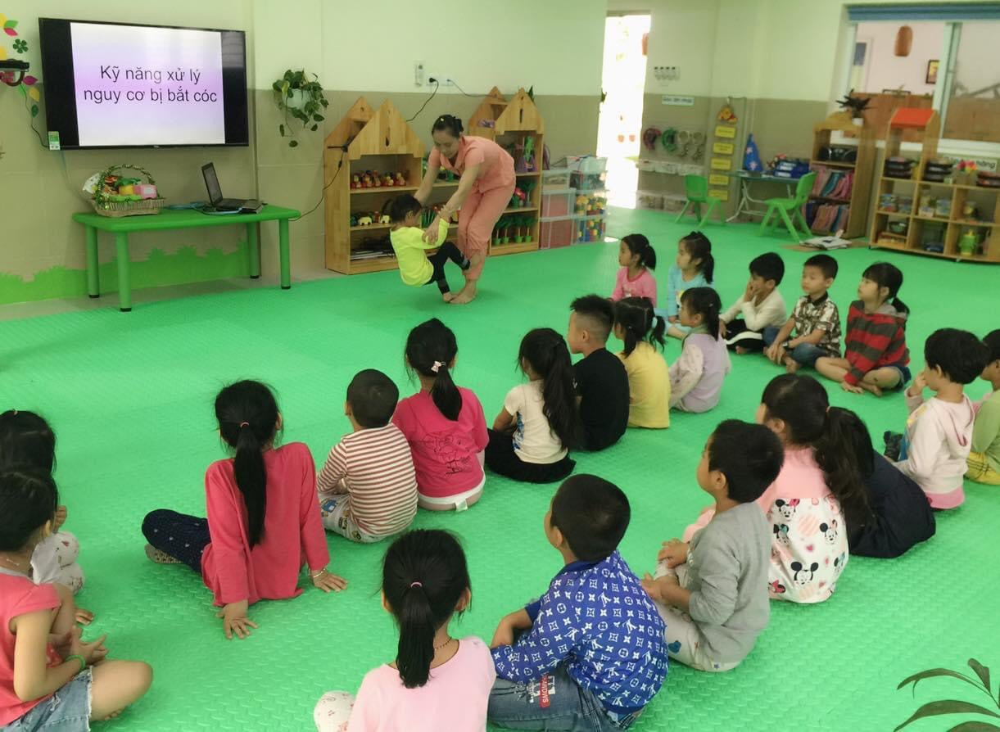 Kỹ năng xử lý
nguy cơ bị bắt cóc